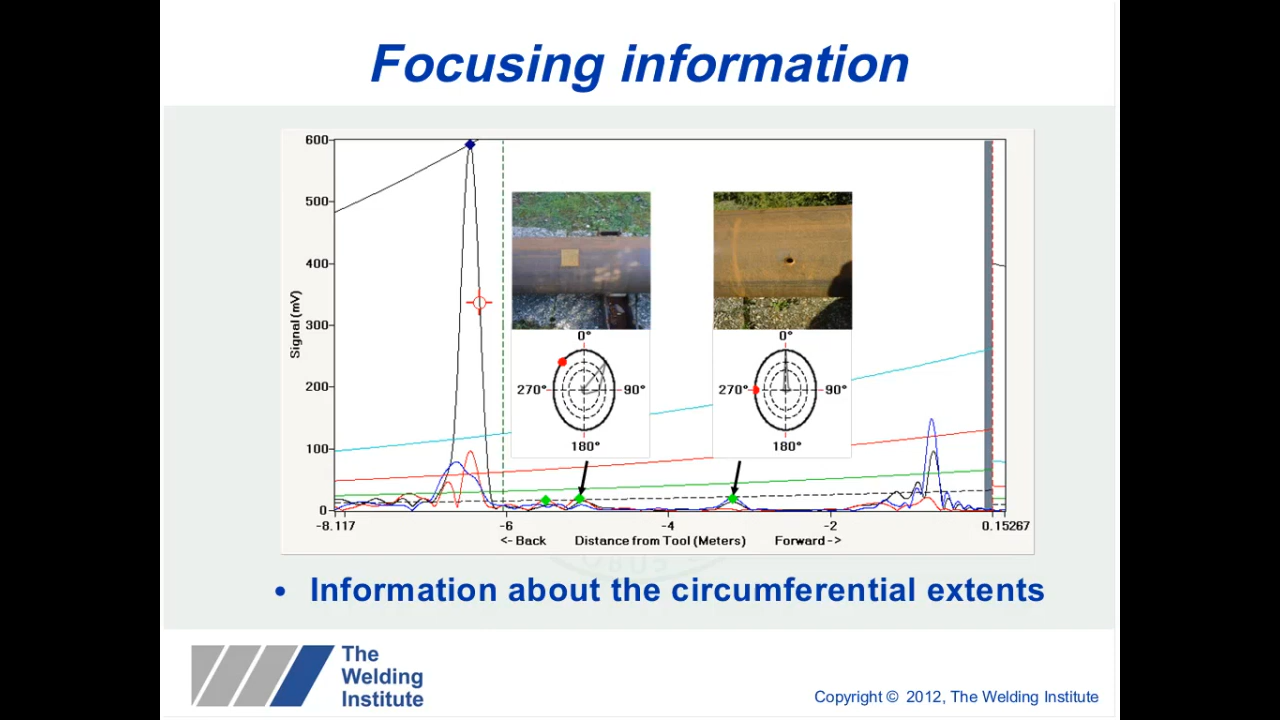 Focusing information
600
500
400
300
200
100
0
Signal (mV)
0°
270° 90°
180°
0°
270° 90°
180°
-8.117 -6 -4 -2 0.15267
<- Back Distance from Tool (Meters) Forward ->
• Information about the circumferential extents
The
Welding
Institute
Copyright © 2012, The Welding Institute